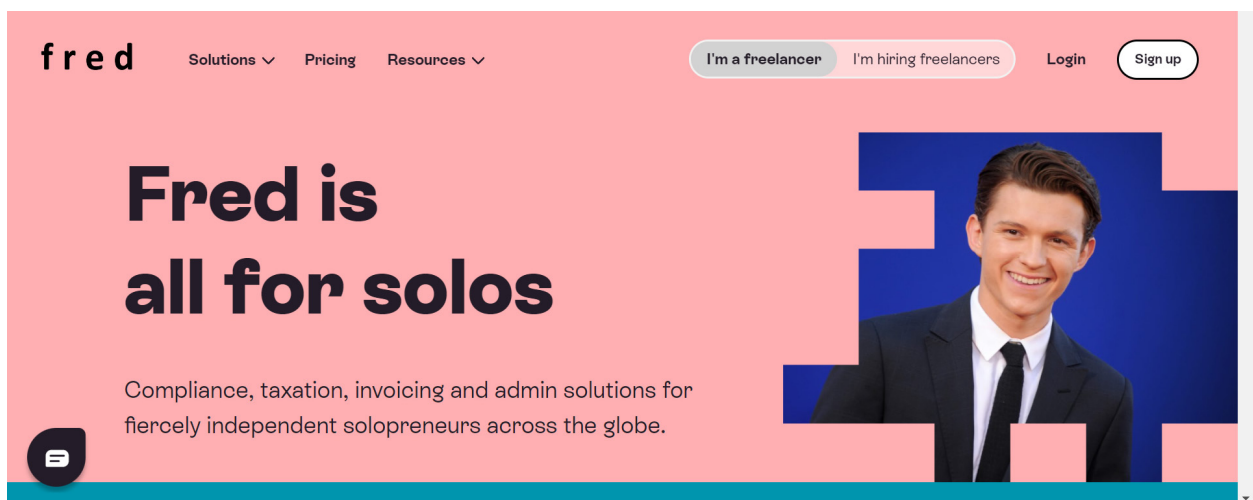 fred
Solutions
Pricing
Resources
I'm a freelancer
I'm hiring freelancers
Login
Sign up
Fred is
all for solos
Compliance, taxation, invoicing and admin solutions for
fiercely independent solopreneurs across the globe.